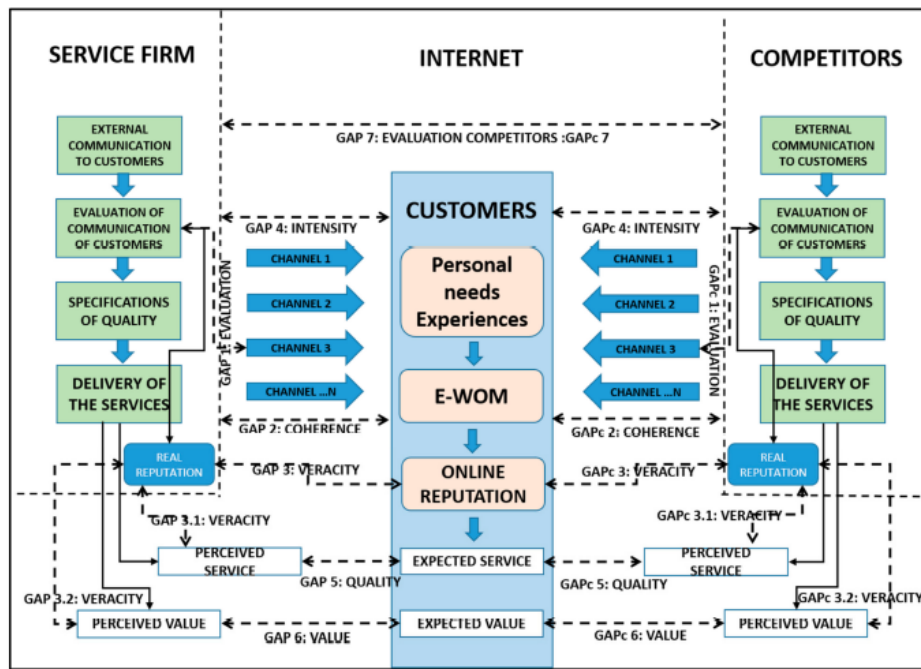 SERVICE FIRM
INTERNET
COMPETITORS
EXTERNAL
COMMUNICATION
TO CUSTOMERS
EXTERNAL
COMMUNICATION
TO CUSTOMERS
GAP 7: EVALUATION COMPETITORS :GAPc 7
EVALUATION OF
COMMUNICATION
OF CUSTOMERS
CUSTOMERS
EVALUATION OF
COMMUNICATION
OF CUSTOMERS
GAP 4: INTENSITY
GAPc 4: INTENSITY
CHANNEL 1
CHANNEL 2
CHANNEL 3
CHANNEL ...N
GAP 1: EVALUATION
Personal
needs
Experiences
CHANNEL 1
CHANNEL 2
CHANNEL 3
CHANNEL ...N
GAPc 1: EVALUATION
SPECIFICATIONS
OF QUALITY
SPECIFICATIONS
OF QUALITY
DELIVERY OF
THE SERVICES
E-WOM
DELIVERY OF
THE SERVICES
GAP 2: COHERENCE
GAPc 2: COHERENCE
REAL
REPUTATION
GAP 3: VERACITY
ONLINE
REPUTATION
GAPc 3: VERACITY
REAL
REPUTATION
GAP 3.1: VERACITY
GAPc 3.1: VERACITY
PERCEIVED
SERVICE
EXPECTED SERVICE
PERCEIVED
SERVICE
GAP 5: QUALITY
GAPc 5: QUALITY
GAP 3.2: VERACITY
GAPc 3.2: VERACITY
PERCEIVED VALUE
EXPECTED VALUE
PERCEIVED VALUE
GAP 6: VALUE
GAPc 6: VALUE